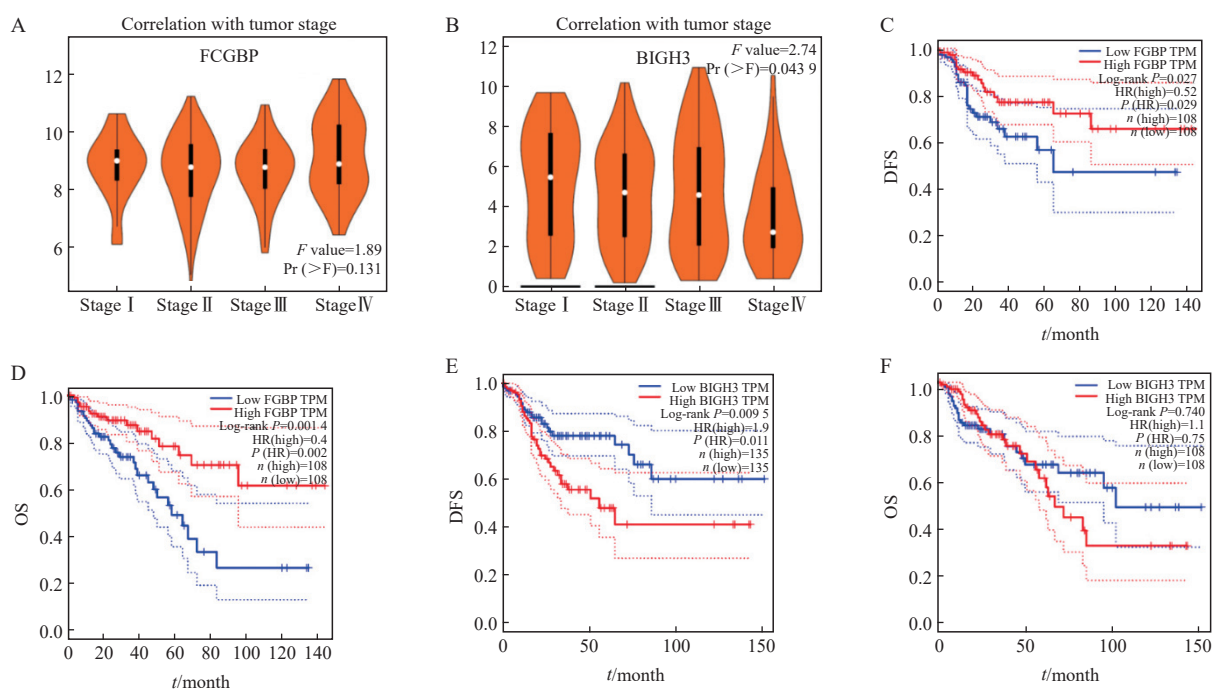 A
Correlation with tumor stage
FCGBP
12
10
8
6
F value=1.89
Pr (>F)=0.131
Stage Ⅰ Stage Ⅱ Stage Ⅲ Stage Ⅳ
B
Correlation with tumor stage
BIGH3
F value=2.74
Pr (>F)=0.043 9
12
10
8
6
4
2
0
Stage Ⅰ Stage Ⅱ Stage Ⅲ Stage Ⅳ
C
Low FGBP TPM
High FGBP TPM
Log-rank P=0.027
HR(high)=0.52
P (HR)=0.029
n (high)=108
n (low)=108
DFS
1.0
0.8
0.6
0.4
0.2
0.0
0 20 40 60 80 100 120 140
t/month
D
Low FGBP TPM
High FGBP TPM
Log-rank P=0.001 4
HR(high)=0.4
P (HR)=0.002
n (high)=108
n (low)=108
OS
1.0
0.8
0.6
0.4
0.2
0.0
0 20 40 60 80 100 120 140
t/month
E
Low BIGH3 TPM
High BIGH3 TPM
Log-rank P=0.009 5
HR(high)=1.9
P (HR)=0.011
n (high)=135
n (low)=135
DFS
1.0
0.8
0.6
0.4
0.2
0.0
0 50 100 150
t/month
F
Low BIGH3 TPM
High BIGH3 TPM
Log-rank P=0.740
HR(high)=1.1
P (HR)=0.75
n (high)=108
n (low)=108
OS
1.0
0.8
0.6
0.4
0.2
0.0
0 50 100 150
t/month